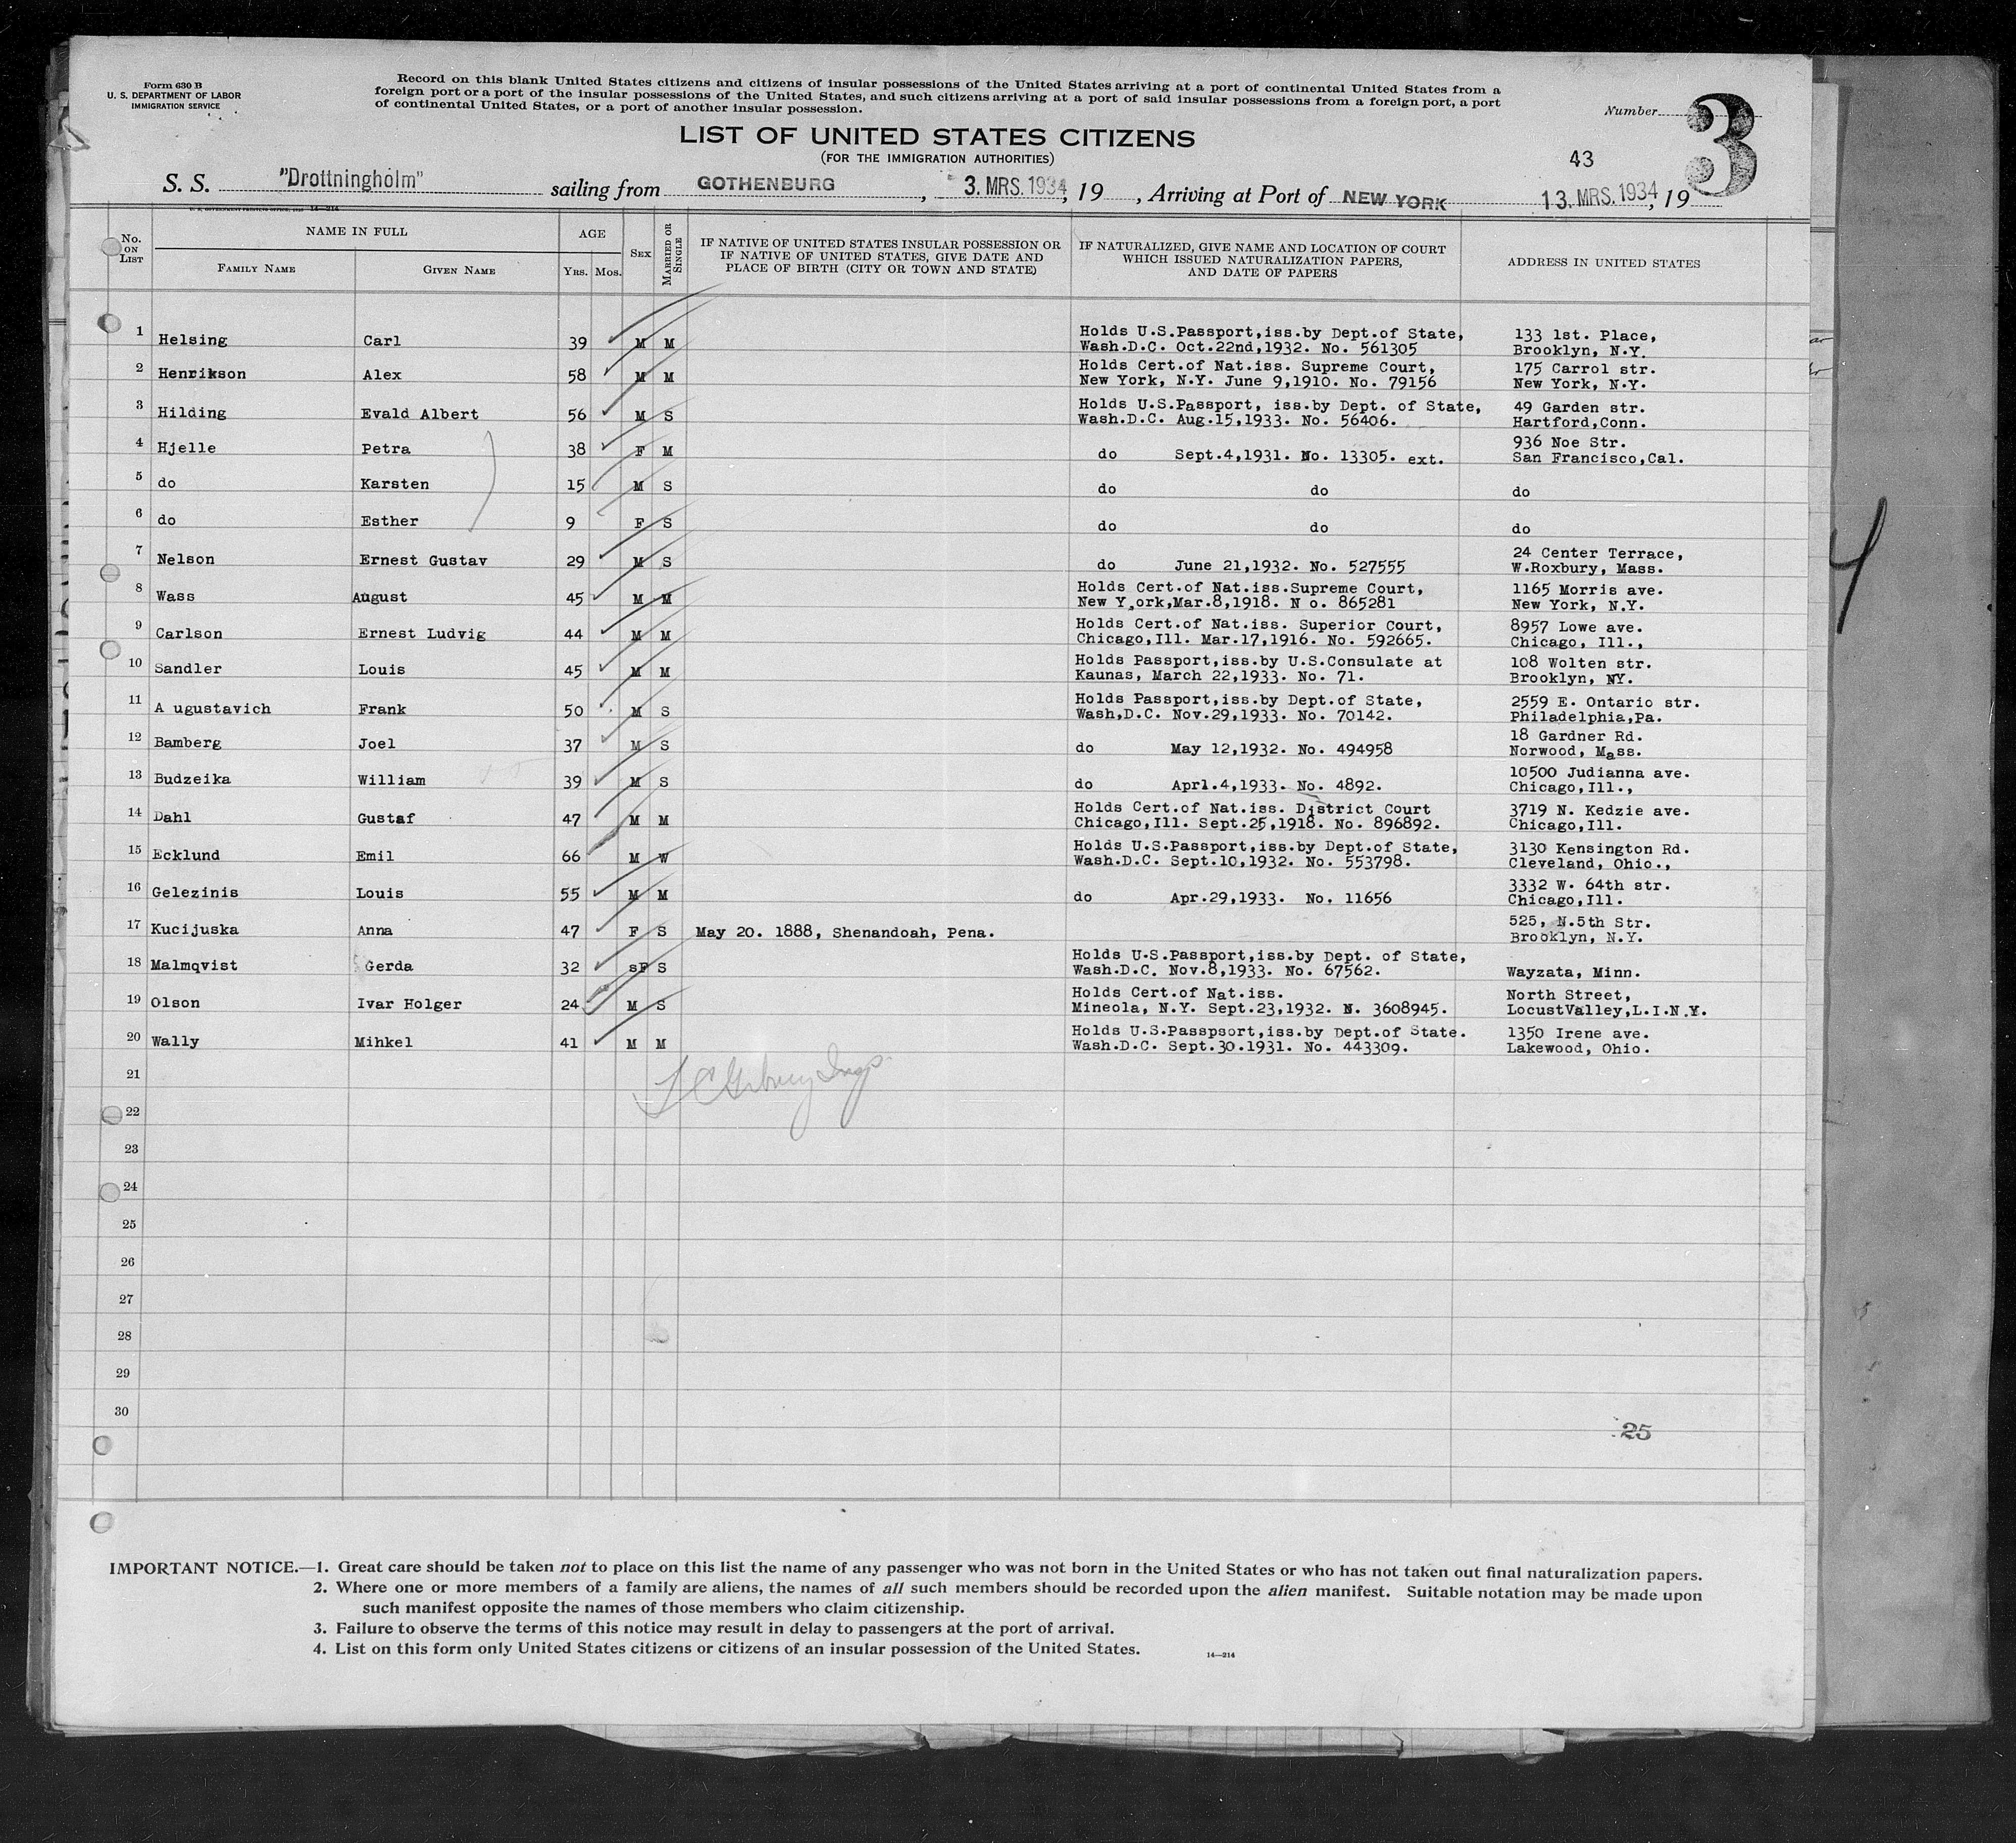 Form 630 B
U. S. DEPARTMENT OF LABOR
IMMIGRATION SERVICE
Record on this blank United States citizens and citizens of insular possessions of the United States arriving at a port of continental United States from a
foreign port or a port of the insular possessions of the United States, and such citizens arriving at a port of said insular possessions from a foreign port, a port
of continental United States, or a port of another insular possession.
Number 3
LIST OF UNITED STATES CITIZENS
(FOR THE IMMIGRATION AUTHORITIES)
43
S. S. "Drottningholm" sailing from GOTHENBURG, 3. MRS. 1934, 19 , Arriving at Port of NEW YORK 13. MRS. 1934, 19
No. on List
NAME IN FULL
Family Name
Given Name
AGE
Yrs. Mos.
Sex
Married or Single
IF NATIVE OF UNITED STATES INSULAR POSSESSION OR
IF NATIVE OF UNITED STATES, GIVE DATE AND
PLACE OF BIRTH (CITY OR TOWN AND STATE)
IF NATURALIZED, GIVE NAME AND LOCATION OF COURT
WHICH ISSUED NATURALIZATION PAPERS,
AND DATE OF PAPERS
ADDRESS IN UNITED STATES
1 Helsing Carl 39 M M Holds U.S.Passport,iss.by Dept.of State, 133 1st. Place,
Wash.D.C. Oct.22nd,1932. No. 561305 Brooklyn, N.Y.
2 Henrikson Alex 58 M M Holds Cert.of Nat.iss. Supreme Court, 175 Carrol str.
New York, N.Y. June 9,1910. No. 79156 New York, N.Y.
3 Hilding Evald Albert 56 M S Holds U.S.Passport, iss.by Dept. of State, 49 Garden str.
Wash.D.C. Aug.15,1933. No. 56406. Hartford,Conn.
4 Hjelle Petra 38 F M 936 Noe Str.
do Sept.4,1931. No. 13305. ext. San Francisco,Cal.
5 do Karsten 15 M S do do do
6 do Esther 9 F S do do do
7 Nelson Ernest Gustav 29 M S 24 Center Terrace,
do June 21,1932. No. 527555 W.Roxbury, Mass.
8 Wass August 45 M M Holds Cert.of Nat.iss.Supreme Court, 1165 Morris ave.
New Y,ork,Mar.8,1918. N o. 865281 New York, N.Y.
9 Carlson Ernest Ludvig 44 M M Holds Cert.of Nat.iss. Superior Court, 8957 Lowe ave.
Chicago,Ill. Mar.17,1916. No. 592665. Chicago, Ill.,
10 Sandler Louis 45 M M Holds Passport,iss.by U.S.Consulate at 108 Wolten str.
Kaunas, March 22,1933. No. 71. Brooklyn, NY.
11 A ugustavich Frank 50 M S Holds Passport,iss.by Dept.of State, 2559 E. Ontario str.
Wash,D.C. Nov.29,1933. No. 70142. Philadelphia,Pa.
12 Bamberg Joel 37 M S 18 Gardner Rd.
do May 12,1932. No. 494958 Norwood, Mass.
13 Budzeika William 39 M S 10500 Judianna ave.
do Aprl.4,1933. No. 4892. Chicago,Ill.,
14 Dahl Gustaf 47 M M Holds Cert.of Nat.iss. District Court 3719 N. Kedzie ave.
Chicago,Ill. Sept.25,1918. No. 896892. Chicago,Ill.
15 Ecklund Emil 66 M W Holds U.S.Passport,iss.by Dept.of State, 3130 Kensington Rd.
Wash.D.C. Sept.10,1932. No. 553798. Cleveland, Ohio.,
16 Gelezinis Louis 55 M M 3332 W. 64th str.
do Apr.29,1933. No. 11656 Chicago,Ill.
17 Kucijuska Anna 47 F S May 20. 1888, Shenandoah, Pena. 525, N.5th Str.
Brooklyn, N.Y.
18 Malmqvist Gerda 32 sF S Holds U.S.Passport,iss.by Dept. of State,
Wash.D.C. Nov.8,1933. No. 67562. Wayzata, Minn.
19 Olson Ivar Holger 24 M S Holds Cert.of Nat.iss. North Street,
Mineola, N.Y. Sept.23,1932. N. 3608945. LocustValley,L.I.N.Y.
20 Wally Mihkel 41 M M Holds U.S.Passpsort,iss.by Dept.of State. 1350 Irene ave.
Wash.D.C. Sept.30.1931. No. 443309. Lakewood, Ohio.
21
22
23
24
25
26
27
28
29
30
25
IMPORTANT NOTICE.—1. Great care should be taken not to place on this list the name of any passenger who was not born in the United States or who has not taken out final naturalization papers.
2. Where one or more members of a family are aliens, the names of all such members should be recorded upon the alien manifest. Suitable notation may be made upon
such manifest opposite the names of those members who claim citizenship.
3. Failure to observe the terms of this notice may result in delay to passengers at the port of arrival.
4. List on this form only United States citizens or citizens of an insular possession of the United States.
14—214
4